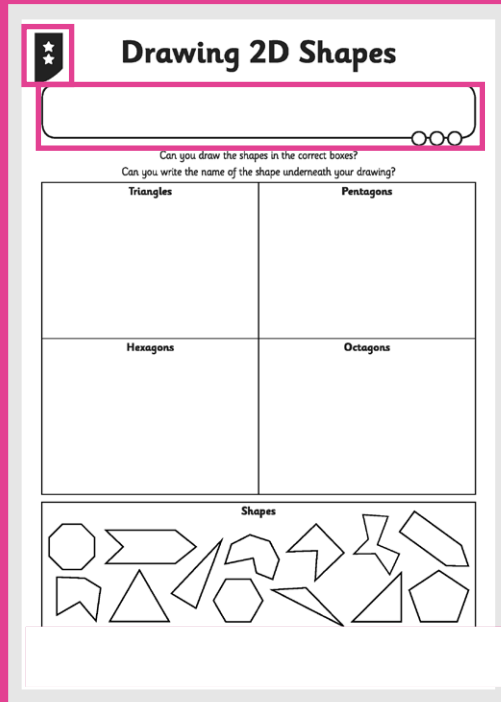 Drawing 2D Shapes
Can you draw the shapes in the correct boxes?
Can you write the name of the shape underneath your drawing?
Triangles
Pentagons
Hexagons
Octagons
Shapes